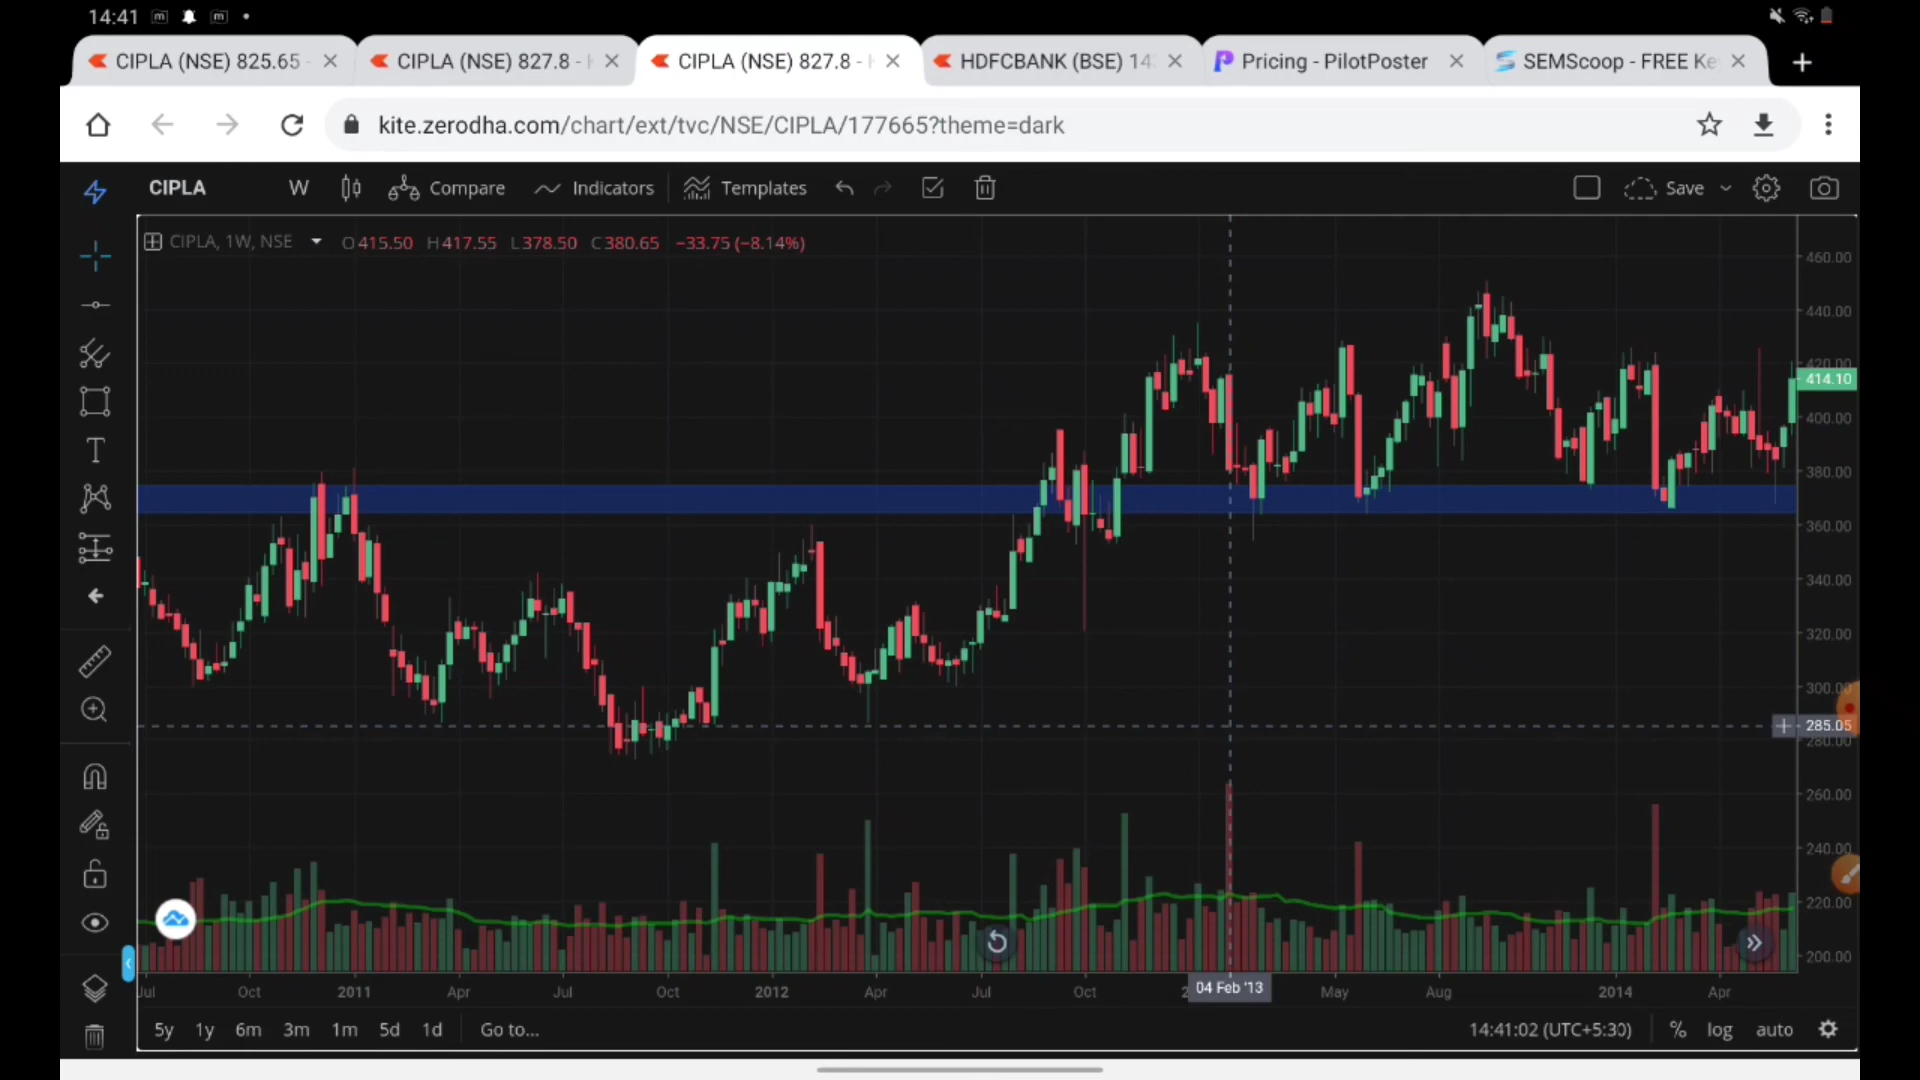 14:41
CIPLA (NSE) 825.65 -
CIPLA (NSE) 827.8 -
CIPLA (NSE) 827.8 -
HDFCBANK (BSE) 14
Pricing - PilotPoster
SEMScoop - FREE Ke
kite.zerodha.com/chart/ext/tvc/NSE/CIPLA/177665?theme=dark
CIPLA W Compare Indicators Templates Save
CIPLA, 1W, NSE O415.50 H417.55 L378.50 C380.65 −33.75 (−8.14%)
460.00
440.00
420.00
414.10
400.00
380.00
360.00
340.00
320.00
300.00
285.05
280.00
260.00
240.00
220.00
200.00
Jul Oct 2011 Apr Jul Oct 2012 Apr Jul Oct 04 Feb '13 May Aug 2014 Apr
5y 1y 6m 3m 1m 5d 1d Go to... 14:41:02 (UTC+5:30) % log auto